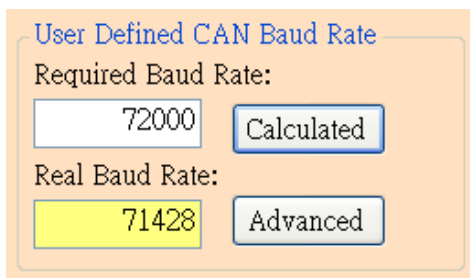 User Defined CAN Baud Rate
Required Baud Rate:
72000 Calculated
Real Baud Rate:
71428 Advanced